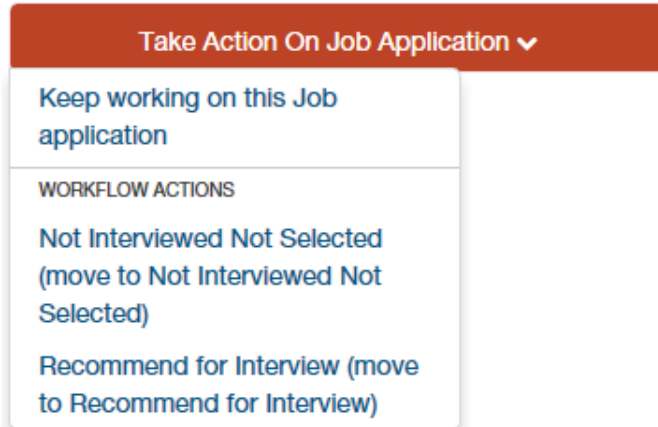 Take Action On Job Application
Keep working on this Job
application
WORKFLOW ACTIONS
Not Interviewed Not Selected
(move to Not Interviewed Not
Selected)
Recommend for Interview (move
to Recommend for Interview)